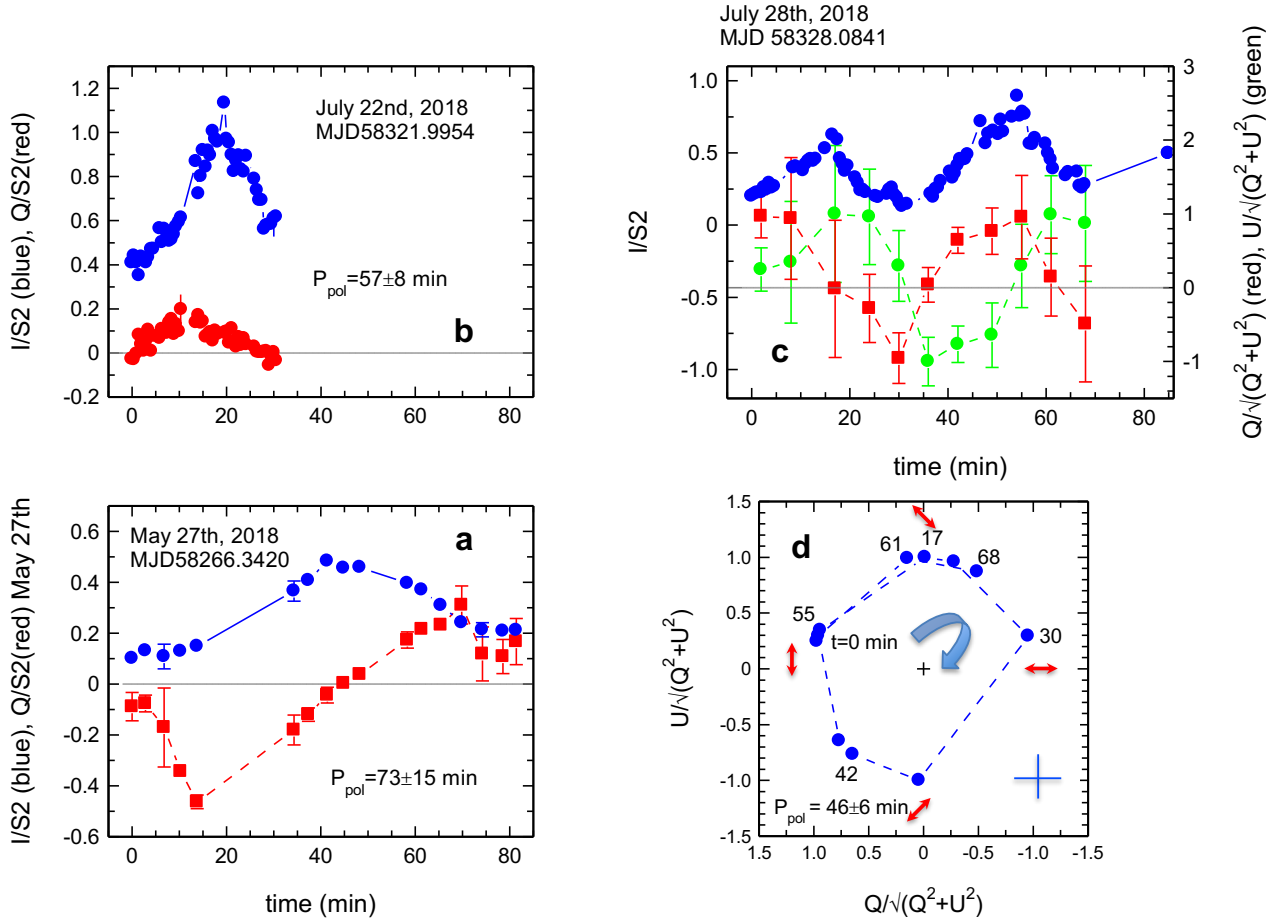 July 28th, 2018
MJD 58328.0841
I/S2 (blue), Q/S2(red)
1.2
1.0
0.8
0.6
0.4
0.2
0
-0.2
July 22nd, 2018
MJD58321.9954
P_pol=57±8 min
b
0 20 40 60 80
I/S2
1.0
0.5
0
-0.5
-1.0
c
3
2
1
0
-1
Q/√(Q²+U²) (red), U/√(Q²+U²) (green)
0 20 40 60 80
time (min)
I/S2 (blue), Q/S2(red) May 27th
0.6
0.4
0.2
0
-0.2
-0.4
-0.6
May 27th, 2018
MJD58266.3420
a
P_pol=73±15 min
0 20 40 60 80
time (min)
U/√(Q²+U²)
1.5
1.0
0.5
0
-0.5
-1.0
-1.5
d
61
17
68
55
t=0 min
30
42
P_pol = 46±6 min
1.5 1.0 0.5 0 -0.5 -1.0 -1.5
Q/√(Q²+U²)